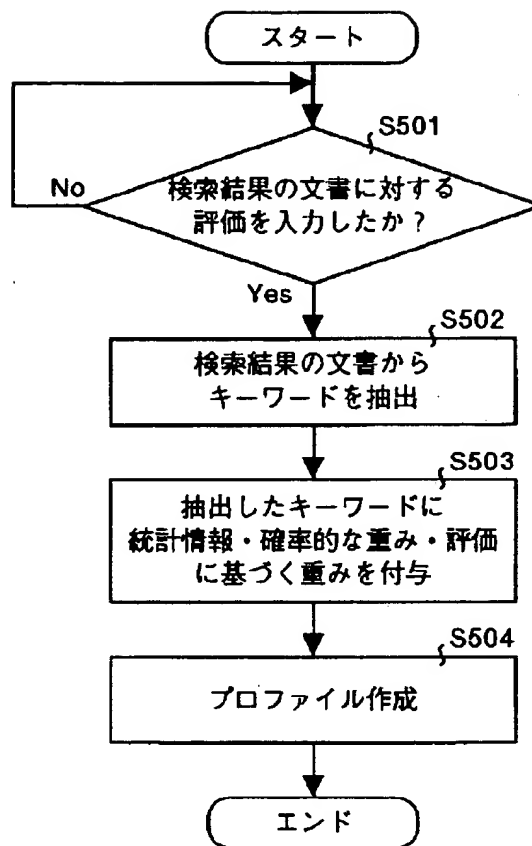 スタート
S501
検索結果の文書に対する
評価を入力したか？
No
Yes
S502
検索結果の文書から
キーワードを抽出
S503
抽出したキーワードに
統計情報・確率的な重み・評価
に基づく重みを付与
S504
プロファイル作成
エンド